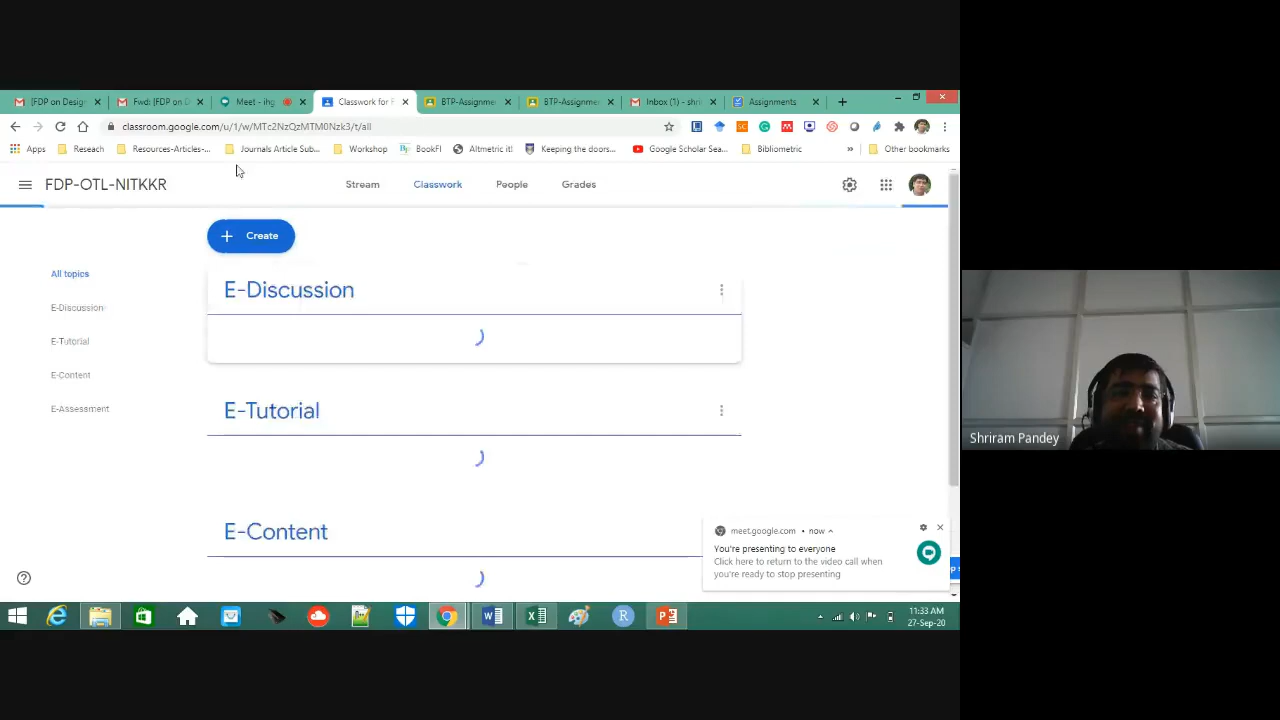 [FDP on Design
Fwd: [FDP on D
Meet - ihg
Classwork for F
BTP-Assignme
BTP-Assignme
Inbox (1) - shri
Assignments
classroom.google.com/u/1/w/MTc2NzQzMTM0Nzk3/t/all
Apps
Reseach
Resources-Articles-...
Journals Article Sub...
Workshop
BookFI
Altmetric it!
Keeping the doors...
Google Scholar Sea...
Bibliometric
»
Other bookmarks
FDP-OTL-NITKKR
Stream
Classwork
People
Grades
Create
All topics
E-Discussion
E-Tutorial
E-Content
E-Assessment
E-Discussion
E-Tutorial
E-Content
meet.google.com • now
You're presenting to everyone
Click here to return to the video call when
you're ready to stop presenting
11:33 AM
27-Sep-20
Shriram Pandey